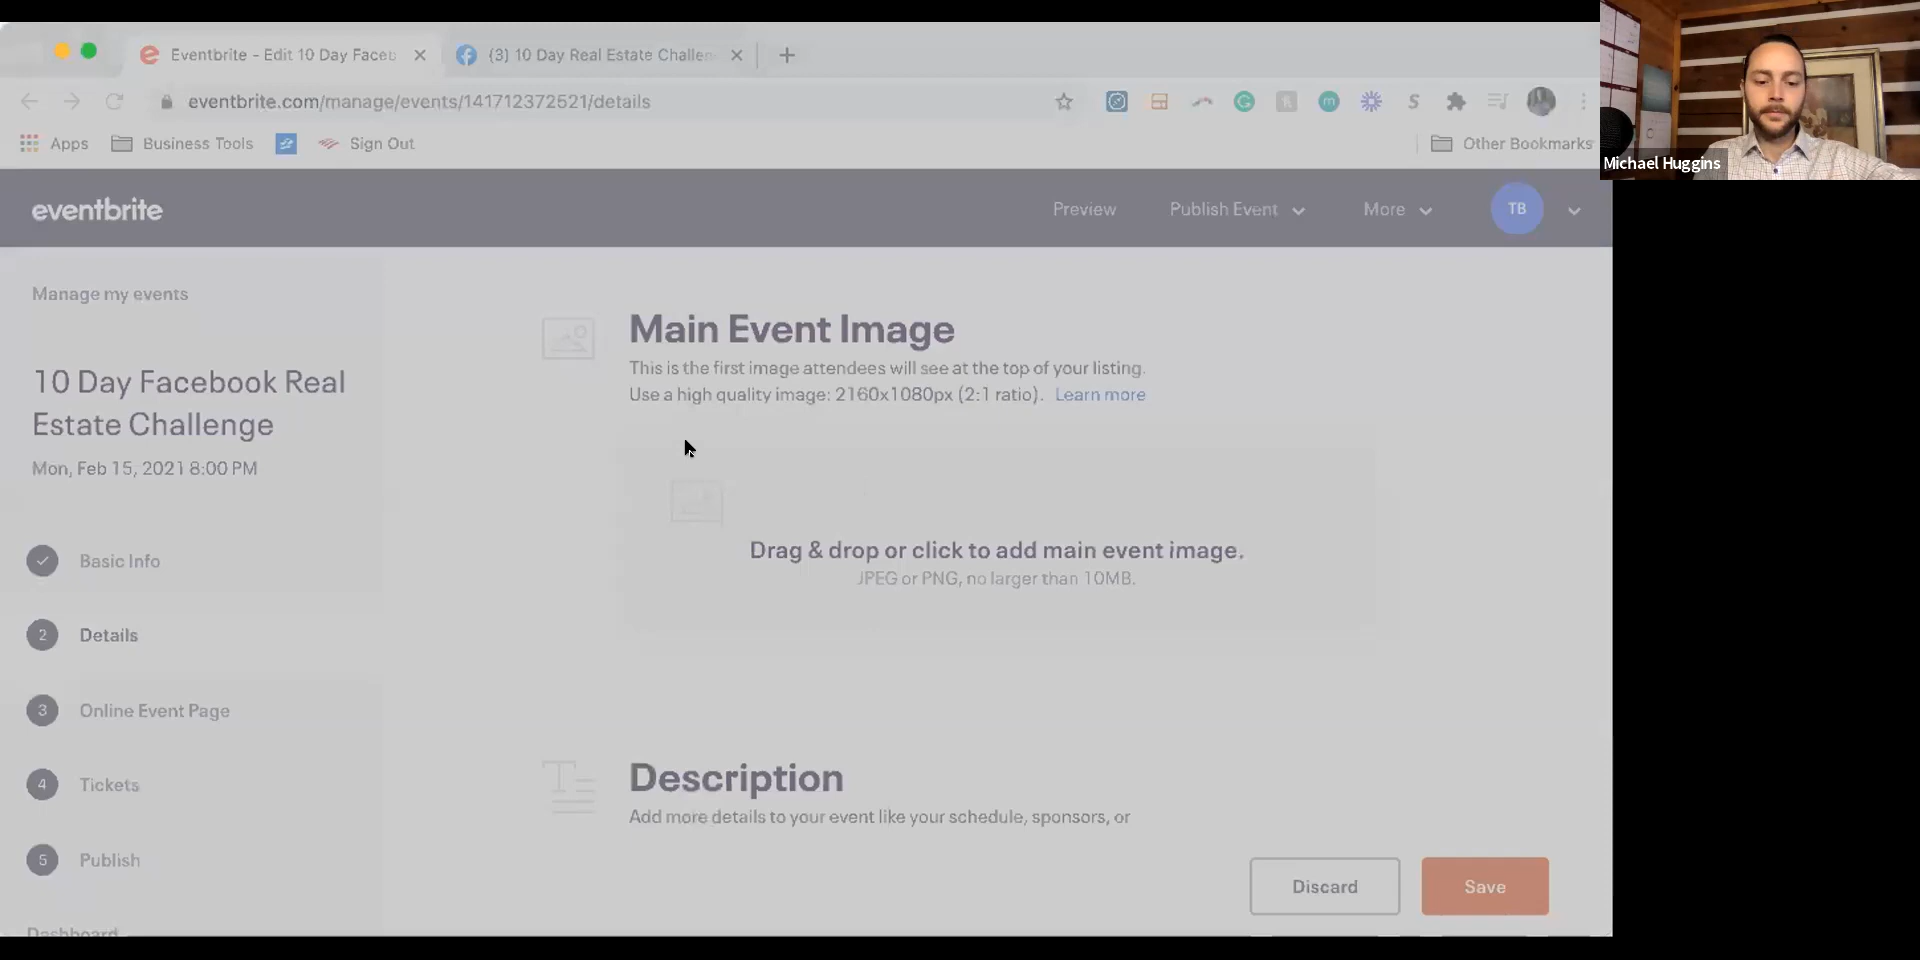 Eventbrite - Edit 10 Day Faceb
(3) 10 Day Real Estate Challen
eventbrite.com/manage/events/141712372521/details
Apps
Business Tools
Sign Out
Other Bookmarks
Michael Huggins
eventbrite
Preview
Publish Event
More
TB
Manage my events
10 Day Facebook Real
Estate Challenge
Mon, Feb 15, 2021 8:00 PM
Basic Info
2 Details
3 Online Event Page
4 Tickets
5 Publish
Dashboard
Main Event Image
This is the first image attendees will see at the top of your listing.
Use a high quality image: 2160x1080px (2:1 ratio). Learn more
Drag & drop or click to add main event image.
JPEG or PNG, no larger than 10MB.
Description
Add more details to your event like your schedule, sponsors, or
Discard
Save